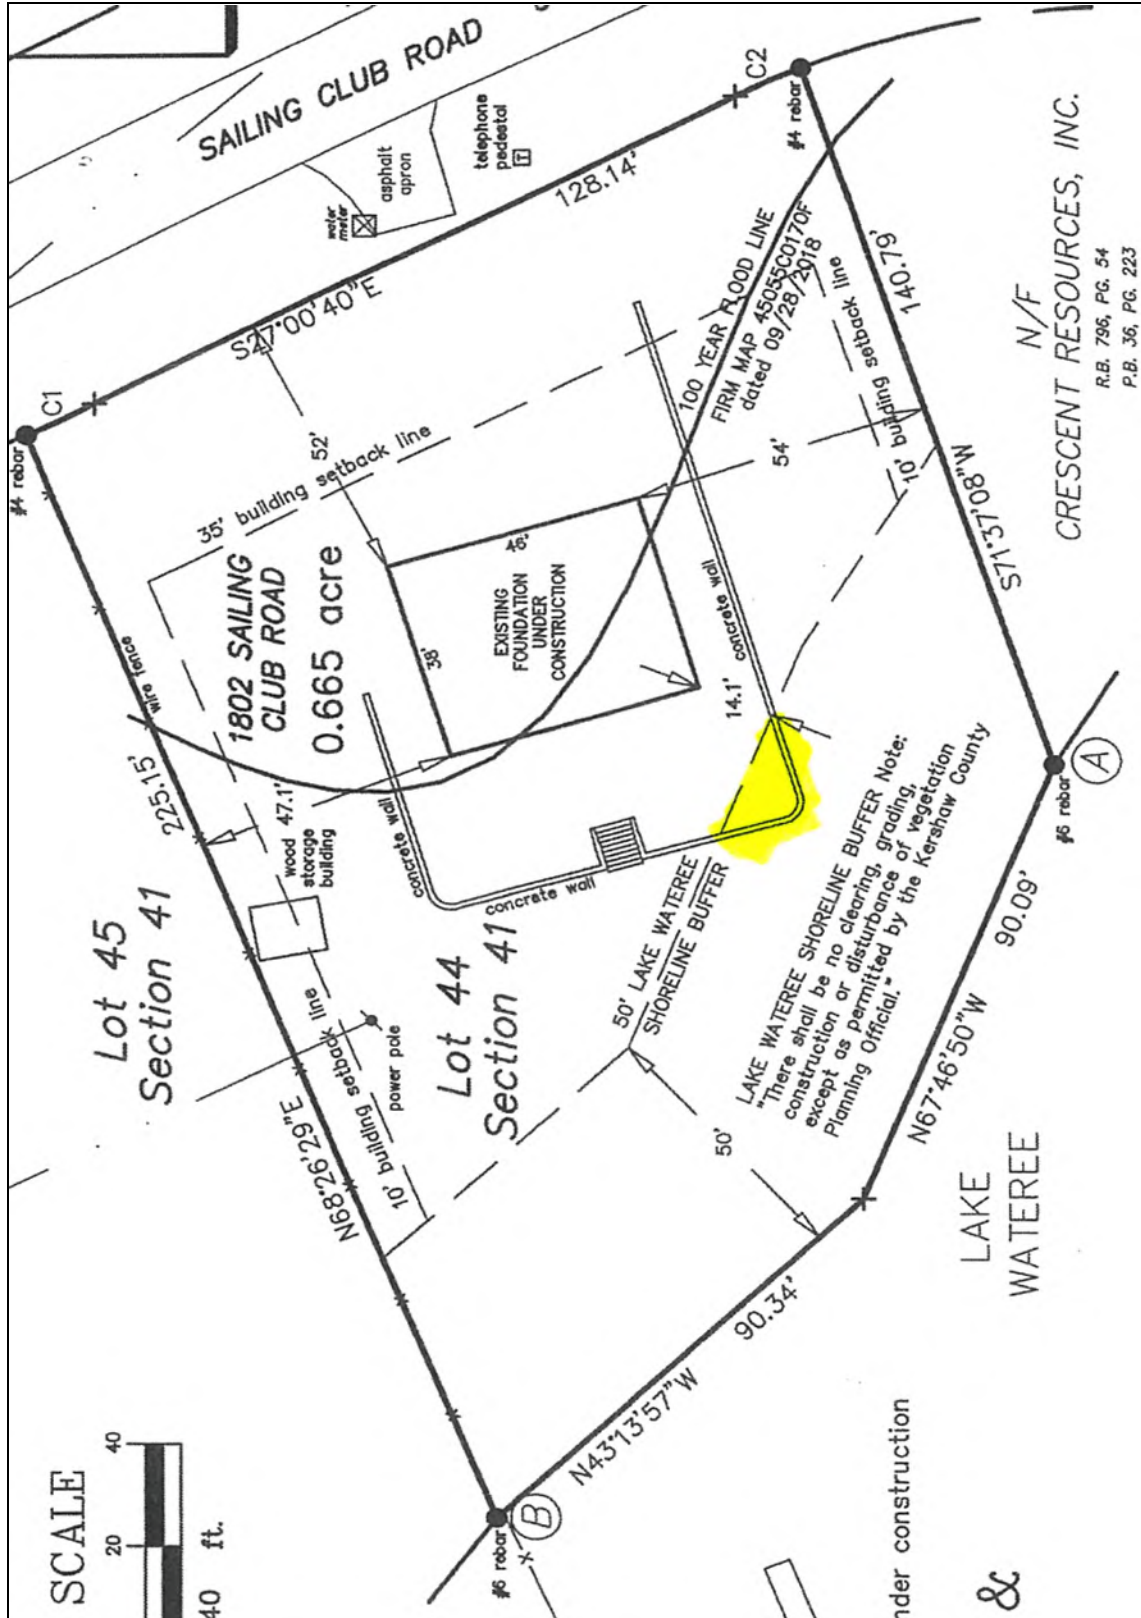 SAILING CLUB ROAD
C2
#4 rebar
telephone
pedestal
T
asphalt
apron
water
meter
128.14'
C1
#4 rebar
S27°00'40"E
100 YEAR FLOOD LINE
FIRM MAP 45055C0170F
dated 09/28/2018
10' building setback line
140.79'
N/F
CRESCENT RESOURCES, INC.
R.B. 796, PG. 54
P.B. 36, PG. 223
52'
35' building setback line
54'
S71°37'08"W
wire fence
1802 SAILING
CLUB ROAD
0.665 acre
46'
38'
EXISTING
FOUNDATION
UNDER
CONSTRUCTION
concrete wall
14.1'
225.15'
47.1'
wood
storage
building
concrete wall
concrete wall
Lot 45
Section 41
Lot 44
Section 41
50' LAKE WATEREE
SHORELINE BUFFER
LAKE WATEREE SHORELINE BUFFER Note:
"There shall be no clearing, grading,
construction or disturbance of vegetation
except as permitted by the Kershaw County
Planning Official."
#6 rebar
A
90.09'
N67°46'50"W
10' building setback line
power pole
N68°26'29"E
50'
LAKE
WATEREE
90.34'
N43°13'57"W
#6 rebar
B
x
SCALE
20
40
40
ft.
nder construction
&